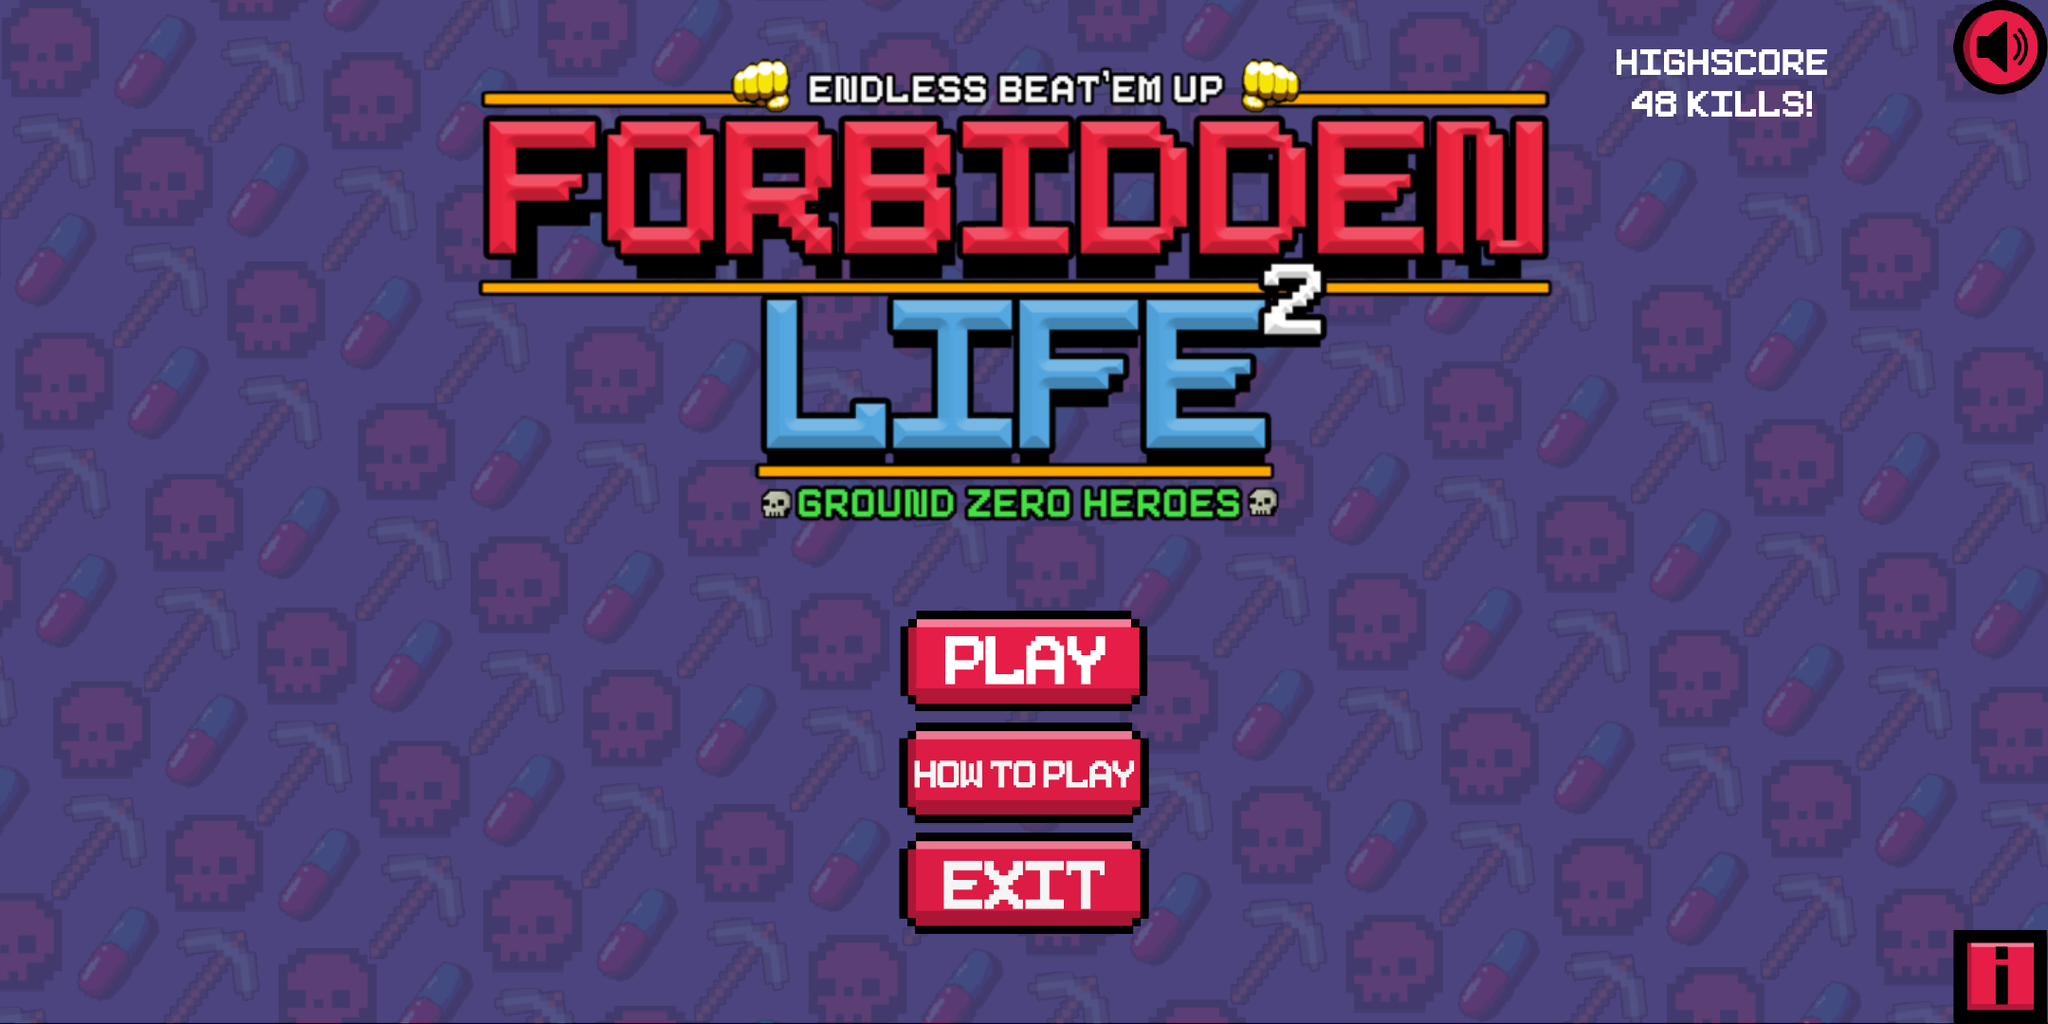 ENDLESS BEAT'EM UP
HIGHSCORE
48 KILLS!
FORBIDDEN
LIFE 2
GROUND ZERO HEROES
PLAY
HOW TO PLAY
EXIT
i